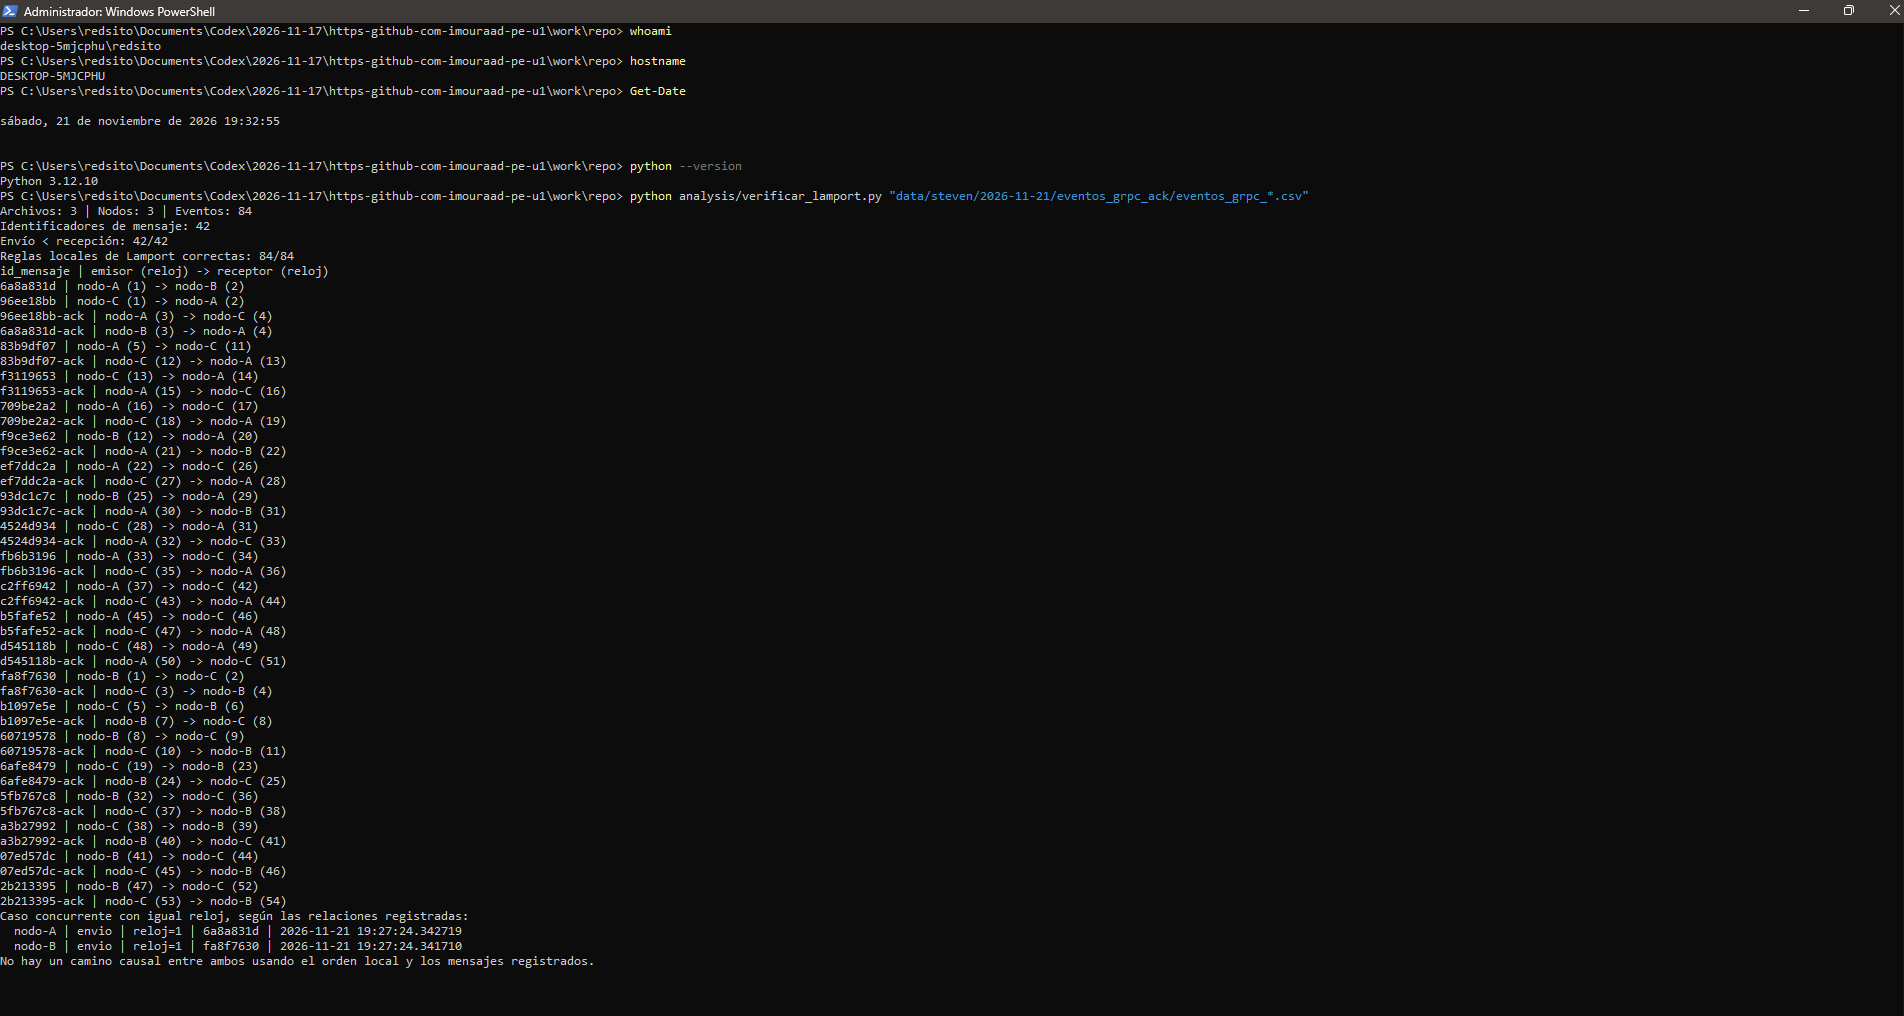 Administrador: Windows PowerShell
PS C:\Users\redsito\Documents\Codex\2026-11-17\https-github-com-imouraad-pe-u1\work\repo> whoami
desktop-5mjcphu\redsito
PS C:\Users\redsito\Documents\Codex\2026-11-17\https-github-com-imouraad-pe-u1\work\repo> hostname
DESKTOP-5MJCPHU
PS C:\Users\redsito\Documents\Codex\2026-11-17\https-github-com-imouraad-pe-u1\work\repo> Get-Date
sábado, 21 de noviembre de 2026 19:32:55
PS C:\Users\redsito\Documents\Codex\2026-11-17\https-github-com-imouraad-pe-u1\work\repo> python --version
Python 3.12.10
PS C:\Users\redsito\Documents\Codex\2026-11-17\https-github-com-imouraad-pe-u1\work\repo> python analysis/verificar_lamport.py "data/steven/2026-11-21/eventos_grpc_ack/eventos_grpc_*.csv"
Archivos: 3 | Nodos: 3 | Eventos: 84
Identificadores de mensaje: 42
Envío < recepción: 42/42
Reglas locales de Lamport correctas: 84/84
id_mensaje | emisor (reloj) -> receptor (reloj)
6a8a831d | nodo-A (1) -> nodo-B (2)
96ee18bb | nodo-C (1) -> nodo-A (2)
96ee18bb-ack | nodo-A (3) -> nodo-C (4)
6a8a831d-ack | nodo-B (3) -> nodo-A (4)
83b9df07 | nodo-A (5) -> nodo-C (11)
83b9df07-ack | nodo-C (12) -> nodo-A (13)
f3119653 | nodo-C (13) -> nodo-A (14)
f3119653-ack | nodo-A (15) -> nodo-C (16)
709be2a2 | nodo-A (16) -> nodo-C (17)
709be2a2-ack | nodo-C (18) -> nodo-A (19)
f9ce3e62 | nodo-B (12) -> nodo-A (20)
f9ce3e62-ack | nodo-A (21) -> nodo-B (22)
ef7ddc2a | nodo-A (22) -> nodo-C (26)
ef7ddc2a-ack | nodo-C (27) -> nodo-A (28)
93dc1c7c | nodo-B (25) -> nodo-A (29)
93dc1c7c-ack | nodo-A (30) -> nodo-B (31)
4524d934 | nodo-C (28) -> nodo-A (31)
4524d934-ack | nodo-A (32) -> nodo-C (33)
fb6b3196 | nodo-A (33) -> nodo-C (34)
fb6b3196-ack | nodo-C (35) -> nodo-A (36)
c2ff6942 | nodo-A (37) -> nodo-C (42)
c2ff6942-ack | nodo-C (43) -> nodo-A (44)
b5fafe52 | nodo-A (45) -> nodo-C (46)
b5fafe52-ack | nodo-C (47) -> nodo-A (48)
d545118b | nodo-C (48) -> nodo-A (49)
d545118b-ack | nodo-A (50) -> nodo-C (51)
fa8f7630 | nodo-B (1) -> nodo-C (2)
fa8f7630-ack | nodo-C (3) -> nodo-B (4)
b1097e5e | nodo-C (5) -> nodo-B (6)
b1097e5e-ack | nodo-B (7) -> nodo-C (8)
60719578 | nodo-B (8) -> nodo-C (9)
60719578-ack | nodo-C (10) -> nodo-B (11)
6afe8479 | nodo-C (19) -> nodo-B (23)
6afe8479-ack | nodo-B (24) -> nodo-C (25)
5fb767c8 | nodo-B (32) -> nodo-C (36)
5fb767c8-ack | nodo-C (37) -> nodo-B (38)
a3b27992 | nodo-C (38) -> nodo-B (39)
a3b27992-ack | nodo-B (40) -> nodo-C (41)
07ed57dc | nodo-B (41) -> nodo-C (44)
07ed57dc-ack | nodo-C (45) -> nodo-B (46)
2b213395 | nodo-B (47) -> nodo-C (52)
2b213395-ack | nodo-C (53) -> nodo-B (54)
Caso concurrente con igual reloj, según las relaciones registradas:
nodo-A | envio | reloj=1 | 6a8a831d | 2026-11-21 19:27:24.342719
nodo-B | envio | reloj=1 | fa8f7630 | 2026-11-21 19:27:24.341710
No hay un camino causal entre ambos usando el orden local y los mensajes registrados.